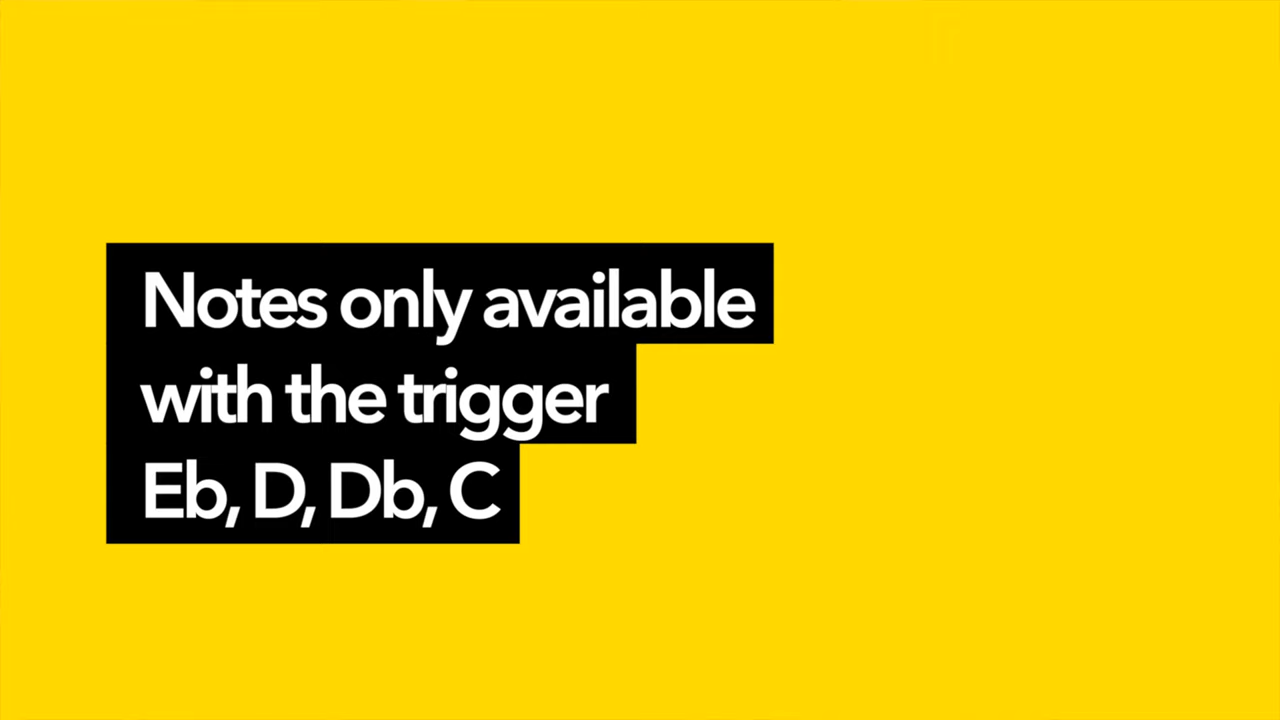 Notes only available
with the trigger
Eb, D, Db, C